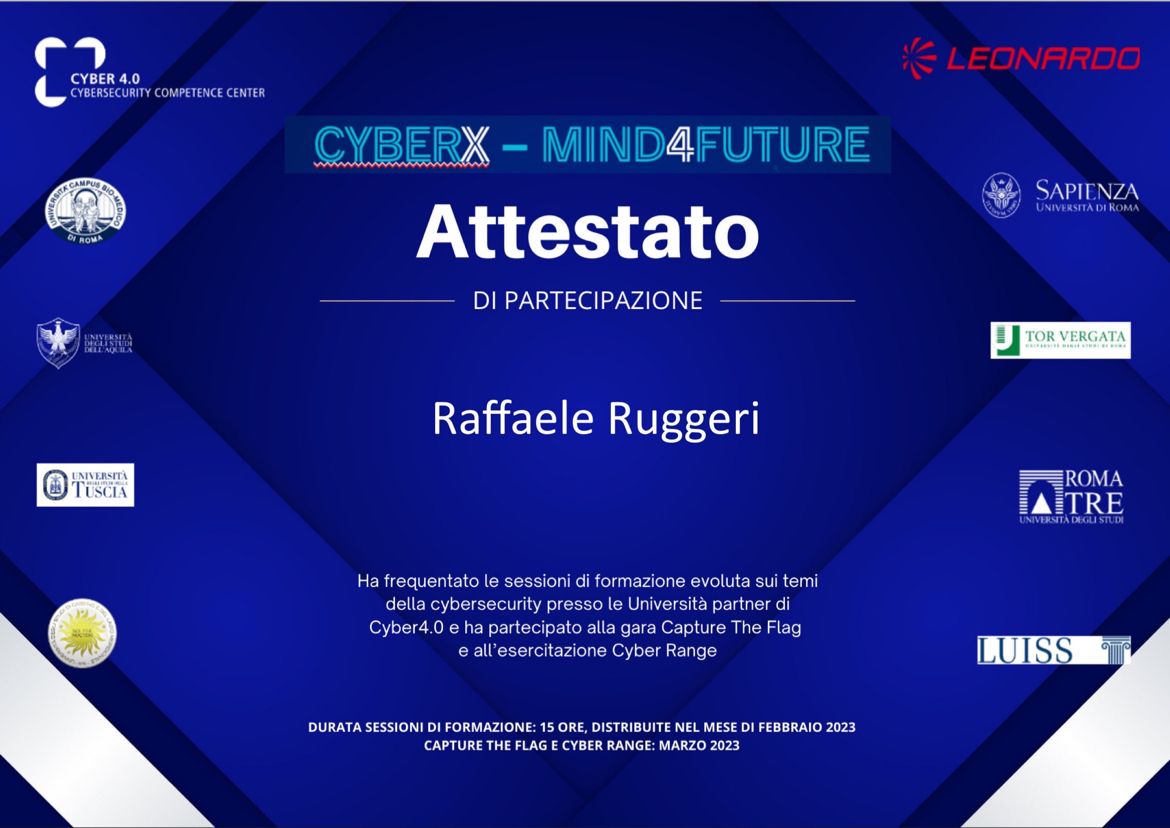 CYBER 4.0
CYBERSECURITY COMPETENCE CENTER
LEONARDO
CYBERX – MIND4FUTURE
UNIVERSITÀ CAMPUS BIO-MEDICO
DI ROMA
SAPIENZA
UNIVERSITÀ DI ROMA
Attestato
DI PARTECIPAZIONE
UNIVERSITÀ
DEGLI STUDI
DELL'AQUILA
TOR VERGATA
UNIVERSITÀ DEGLI STUDI DI ROMA
Raffaele Ruggeri
UNIVERSITÀ
DEGLI STUDI DELLA
TUSCIA
ROMA
TRE
UNIVERSITÀ DEGLI STUDI
Ha frequentato le sessioni di formazione evoluta sui temi
della cybersecurity presso le Università partner di
Cyber4.0 e ha partecipato alla gara Capture The Flag
e all’esercitazione Cyber Range
LUISS
DURATA SESSIONI DI FORMAZIONE: 15 ORE, DISTRIBUITE NEL MESE DI FEBBRAIO 2023
CAPTURE THE FLAG E CYBER RANGE: MARZO 2023